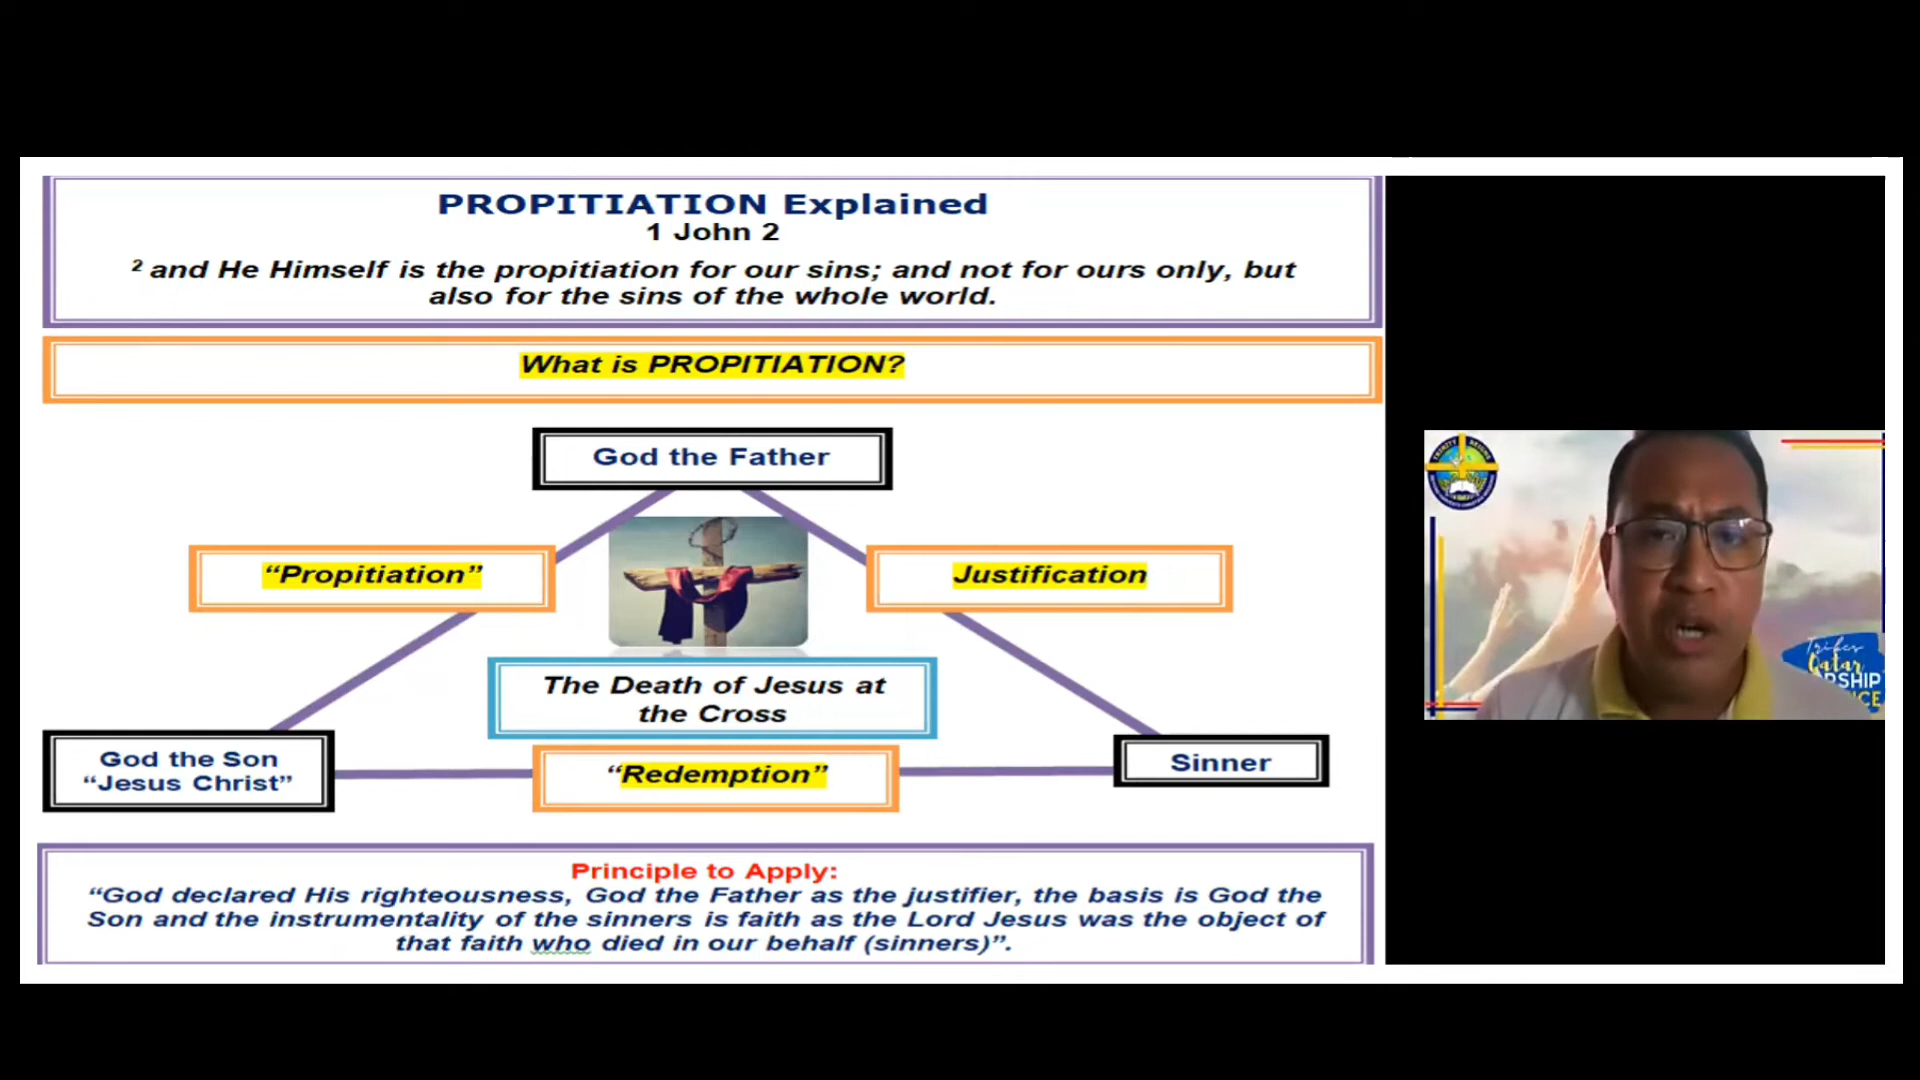 PROPITIATION Explained
1 John 2
2 and He Himself is the propitiation for our sins; and not for ours only, but
also for the sins of the whole world.
What is PROPITIATION?
God the Father
“Propitiation”
Justification
The Death of Jesus at
the Cross
God the Son
“Jesus Christ”
“Redemption”
Sinner
Principle to Apply:
“God declared His righteousness, God the Father as the justifier, the basis is God the
Son and the instrumentality of the sinners is faith as the Lord Jesus was the object of
that faith who died in our behalf (sinners)”.
Tribes
Qatar